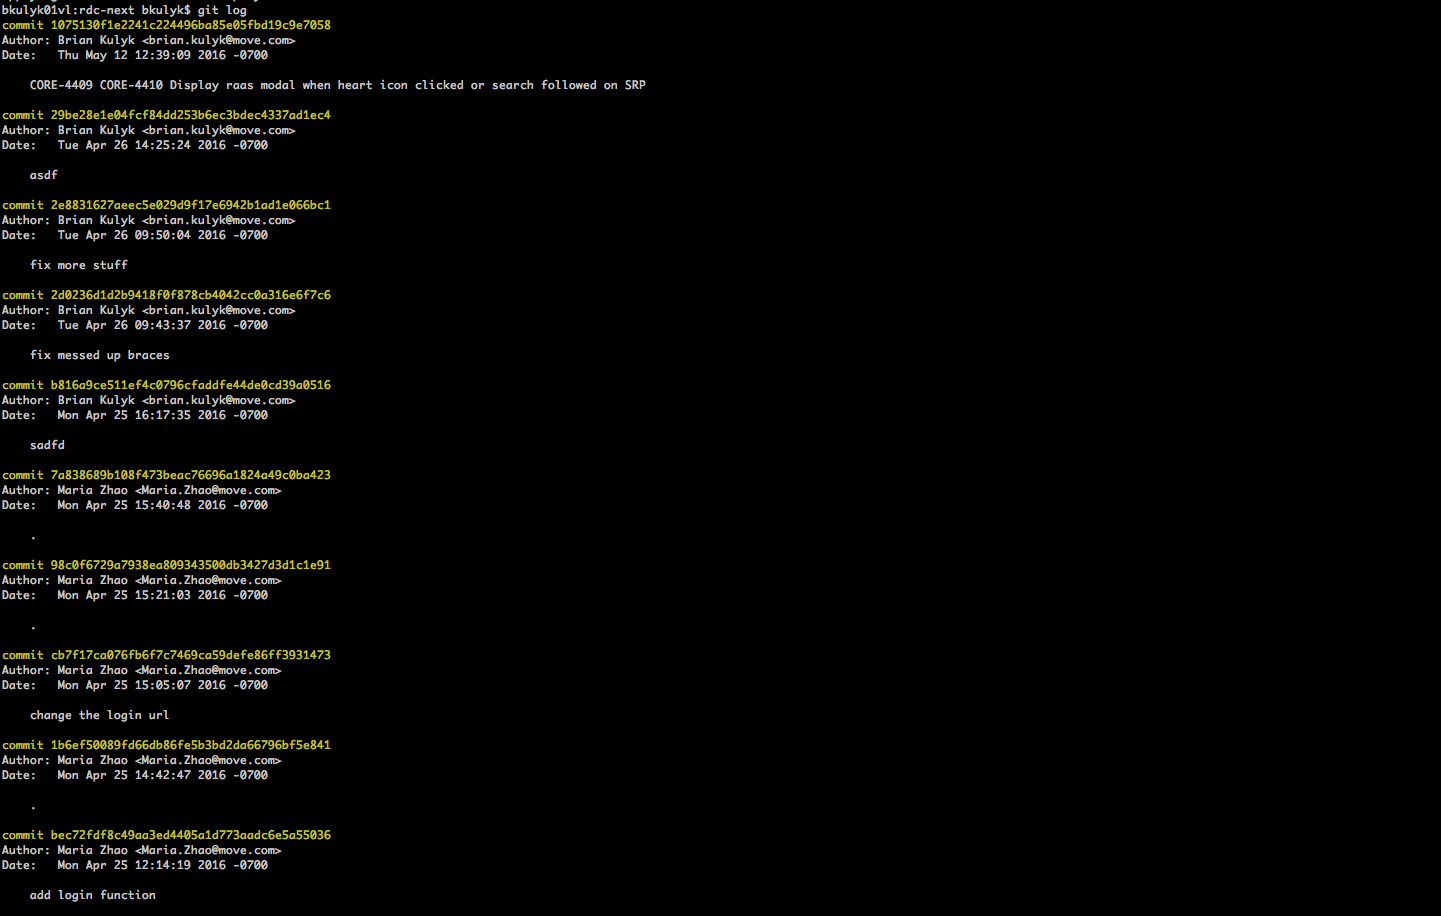 bkulyk01vl:rdc-next bkulyk$ git log
commit 1075130f1e2241c224496ba85e05fbd19c9e7058
Author: Brian Kulyk <brian.kulyk@move.com>
Date:   Thu May 12 12:39:09 2016 -0700
CORE-4409 CORE-4410 Display raas modal when heart icon clicked or search followed on SRP
commit 29be28e1e04fcf84dd253b6ec3bdec4337ad1ec4
Author: Brian Kulyk <brian.kulyk@move.com>
Date:   Tue Apr 26 14:25:24 2016 -0700
asdf
commit 2e8831627aeec5e029d9f17e6942b1ad1e066bc1
Author: Brian Kulyk <brian.kulyk@move.com>
Date:   Tue Apr 26 09:50:04 2016 -0700
fix more stuff
commit 2d0236d1d2b9418f0f878cb4042cc0a316e6f7c6
Author: Brian Kulyk <brian.kulyk@move.com>
Date:   Tue Apr 26 09:43:37 2016 -0700
fix messed up braces
commit b816a9ce511ef4c0796cfaddfe44de0cd39a0516
Author: Brian Kulyk <brian.kulyk@move.com>
Date:   Mon Apr 25 16:17:35 2016 -0700
sadfd
commit 7a838689b108f473beac76696a1824a49c0ba423
Author: Maria Zhao <Maria.Zhao@move.com>
Date:   Mon Apr 25 15:40:48 2016 -0700
.
commit 98c0f6729a7938ea809343500db3427d3d1c1e91
Author: Maria Zhao <Maria.Zhao@move.com>
Date:   Mon Apr 25 15:21:03 2016 -0700
.
commit cb7f17ca076fb6f7c7469ca59defe86ff3931473
Author: Maria Zhao <Maria.Zhao@move.com>
Date:   Mon Apr 25 15:05:07 2016 -0700
change the login url
commit 1b6ef50089fd66db86fe5b3bd2da66796bf5e841
Author: Maria Zhao <Maria.Zhao@move.com>
Date:   Mon Apr 25 14:42:47 2016 -0700
.
commit bec72fdf8c49aa3ed4405a1d773aadc6e5a55036
Author: Maria Zhao <Maria.Zhao@move.com>
Date:   Mon Apr 25 12:14:19 2016 -0700
add login function